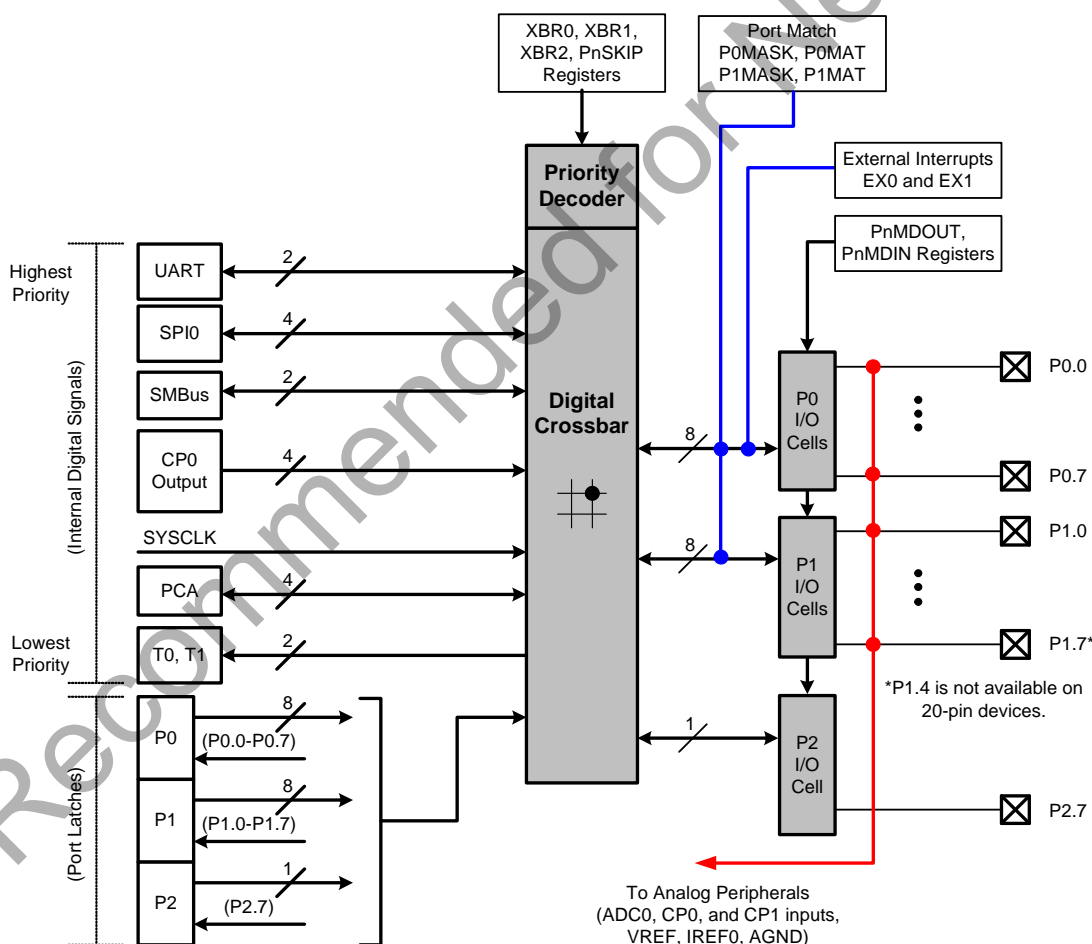 XBR0, XBR1,
XBR2, PnSKIP
Registers
Port Match
P0MASK, P0MAT
P1MASK, P1MAT
External Interrupts
EX0 and EX1
PnMDOUT,
PnMDIN Registers
Priority
Decoder
Digital
Crossbar
Highest
Priority
(Internal Digital Signals)
Lowest
Priority
(Port Latches)
UART
2
SPI0
4
SMBus
2
CP0
Output
4
SYSCLK
PCA
4
T0, T1
2
P0
8
(P0.0-P0.7)
P1
8
(P1.0-P1.7)
P2
1
(P2.7)
8
8
1
P0
I/O
Cells
P1
I/O
Cells
P2
I/O
Cell
P0.0
P0.7
P1.0
P1.7*
*P1.4 is not available on
20-pin devices.
P2.7
To Analog Peripherals
(ADC0, CP0, and CP1 inputs,
VREF, IREF0, AGND)
Recommended for